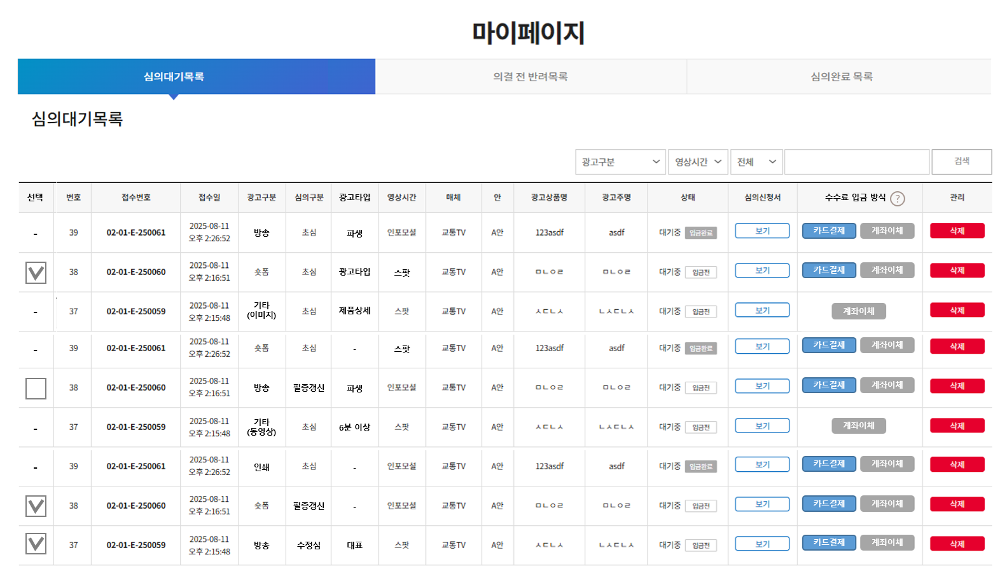 마이페이지
심의대기목록 의결 전 반려목록 심의완료 목록
심의대기목록
광고구분 영상시간 전체 검색
선택 번호 접수번호 접수일 광고구분 심의구분 광고타입 영상시간 매체 안 광고상품명 광고주명 상태 심의신청서 수수료 입금 방식 ? 관리
- 39 02-01-E-250061 2025-08-11 오후 2:26:52 방송 초심 파생 인포모셜 교통TV A안 123asdf asdf 대기중 입금완료 보기 카드결제 계좌이체 삭제
38 02-01-E-250060 2025-08-11 오후 2:16:51 숏폼 초심 광고타입 스팟 교통TV A안 ㅁㄴㅇㄹ ㅁㄴㅇㄹ 대기중 입금전 보기 카드결제 계좌이체 삭제
- 37 02-01-E-250059 2025-08-11 오후 2:15:48 기타 (이미지) 초심 제품상세 스팟 교통TV A안 ㅅㄷㄴㅅ ㄴㅅㄷㄴㅅ 대기중 입금전 보기 계좌이체 삭제
- 39 02-01-E-250061 2025-08-11 오후 2:26:52 숏폼 초심 - 스팟 교통TV A안 123asdf asdf 대기중 입금완료 보기 카드결제 계좌이체 삭제
38 02-01-E-250060 2025-08-11 오후 2:16:51 방송 필증갱신 파생 인포모셜 교통TV A안 ㅁㄴㅇㄹ ㅁㄴㅇㄹ 대기중 입금전 보기 카드결제 계좌이체 삭제
- 37 02-01-E-250059 2025-08-11 오후 2:15:48 기타 (동영상) 초심 6분 이상 스팟 교통TV A안 ㅅㄷㄴㅅ ㄴㅅㄷㄴㅅ 대기중 입금전 보기 계좌이체 삭제
- 39 02-01-E-250061 2025-08-11 오후 2:26:52 인쇄 초심 - 인포모셜 교통TV A안 123asdf asdf 대기중 입금완료 보기 카드결제 계좌이체 삭제
38 02-01-E-250060 2025-08-11 오후 2:16:51 숏폼 필증갱신 - 인포모셜 교통TV A안 ㅁㄴㅇㄹ ㅁㄴㅇㄹ 대기중 입금전 보기 카드결제 계좌이체 삭제
37 02-01-E-250059 2025-08-11 오후 2:15:48 방송 수정심 대표 스팟 교통TV A안 ㅅㄷㄴㅅ ㄴㅅㄷㄴㅅ 대기중 입금전 보기 카드결제 계좌이체 삭제